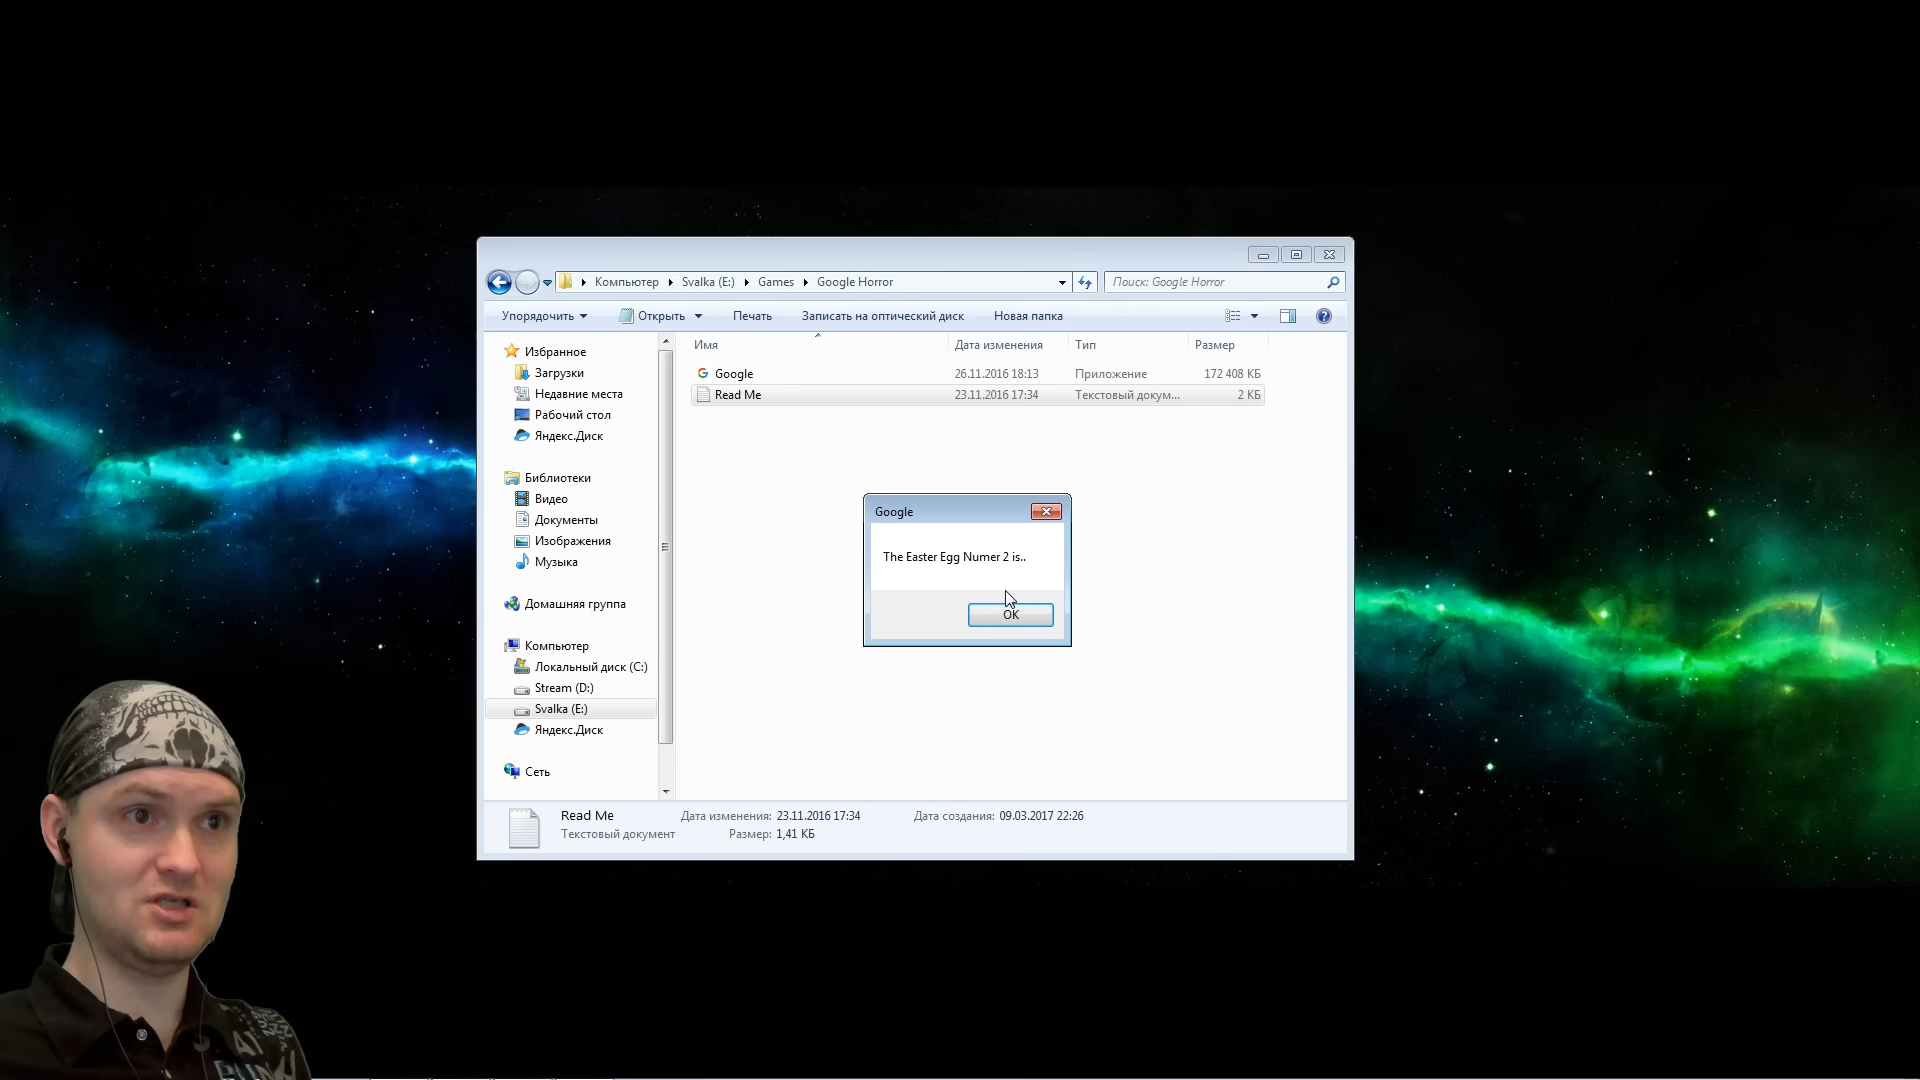 Компьютер Svalka (E:) Games Google Horror
Поиск: Google Horror
Упорядочить Открыть Печать Записать на оптический диск Новая папка
Избранное
Загрузки
Недавние места
Рабочий стол
Яндекс.Диск
Библиотеки
Видео
Документы
Изображения
Музыка
Домашняя группа
Компьютер
Локальный диск (C:)
Stream (D:)
Svalka (E:)
Яндекс.Диск
Сеть
Имя Дата изменения Тип Размер
Google 26.11.2016 18:13 Приложение 172 408 КБ
Read Me 23.11.2016 17:34 Текстовый докум... 2 КБ
Google
The Easter Egg Numer 2 is..
OK
Read Me Дата изменения: 23.11.2016 17:34 Дата создания: 09.03.2017 22:26
Текстовый документ Размер: 1,41 КБ